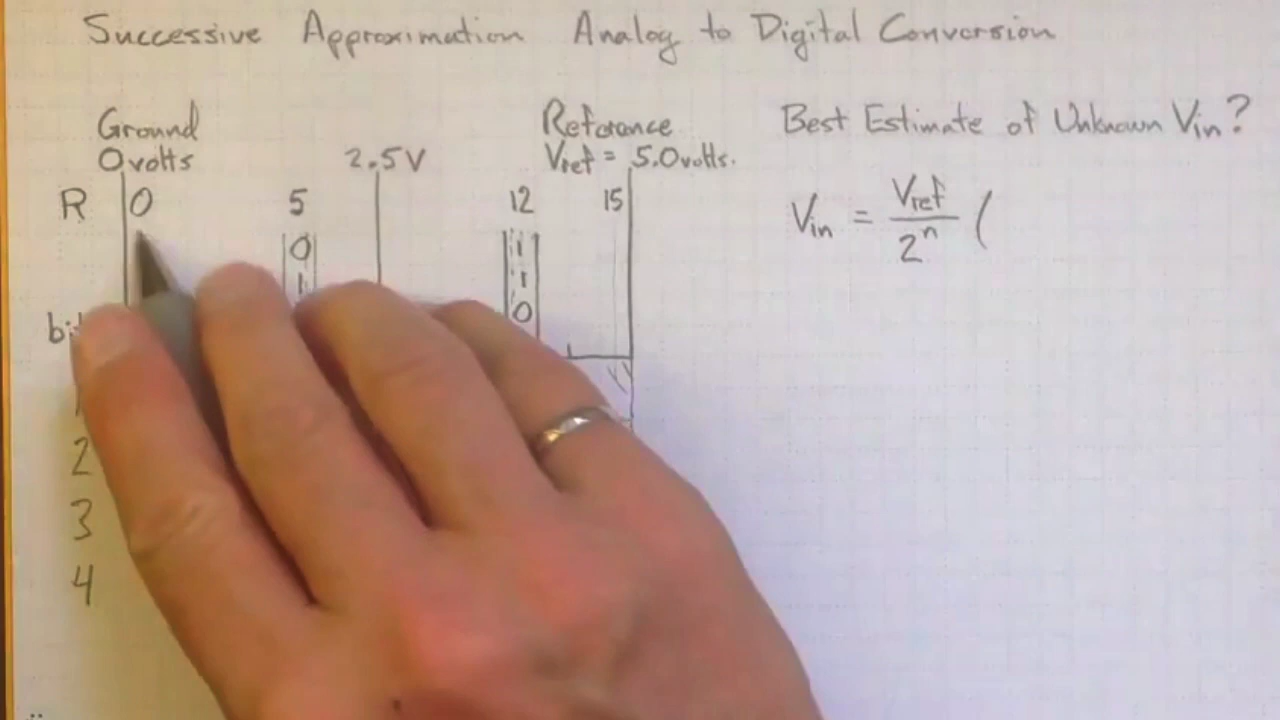 Successive Approximation Analog to Digital Conversion
Ground
0 volts
2.5V
Reference
Vref = 5.0 volts.
Best Estimate of Unknown Vin?
R 0 5 12 15
Vin = Vref / 2^n (
0
1
1
1
0
2
3
4